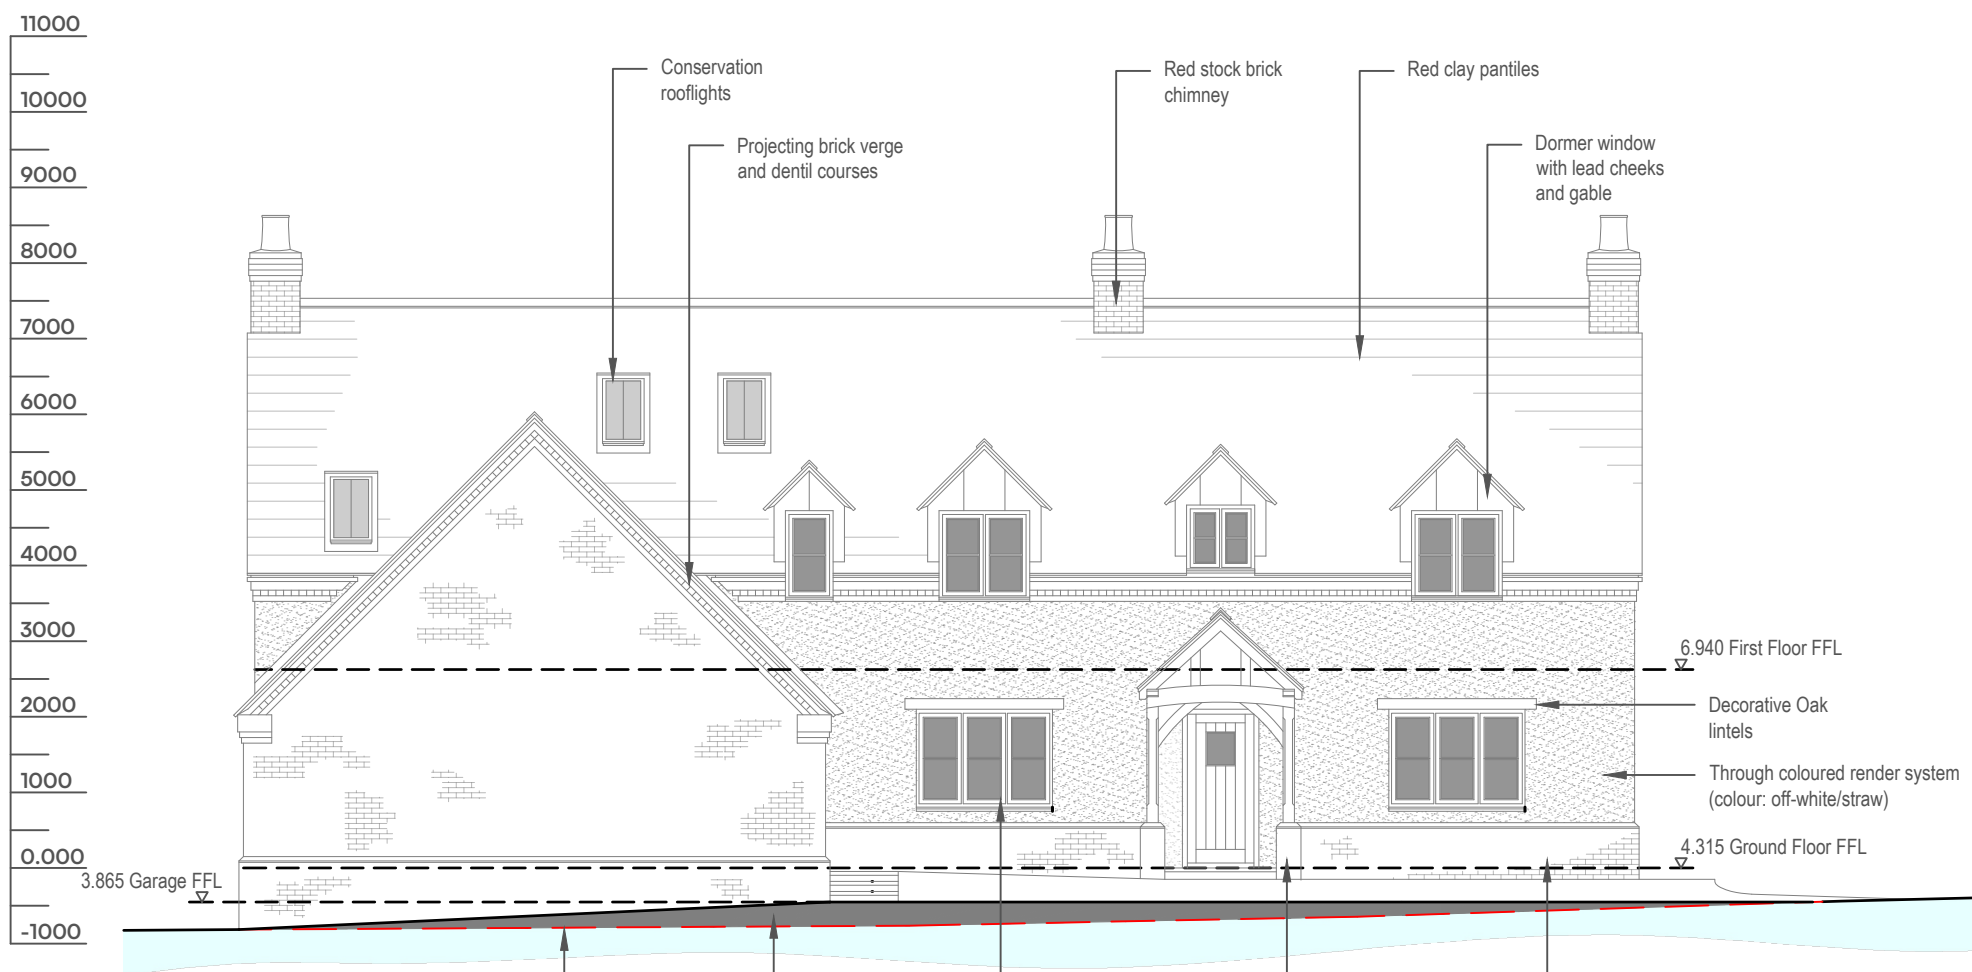 11000
10000
9000
8000
7000
6000
5000
4000
3000
2000
1000
0.000
-1000
Conservation
rooflights
Projecting brick verge
and dentil courses
Red stock brick
chimney
Red clay pantiles
Dormer window
with lead cheeks
and gable
6.940 First Floor FFL
Decorative Oak
lintels
Through coloured render system
(colour: off-white/straw)
4.315 Ground Floor FFL
3.865 Garage FFL